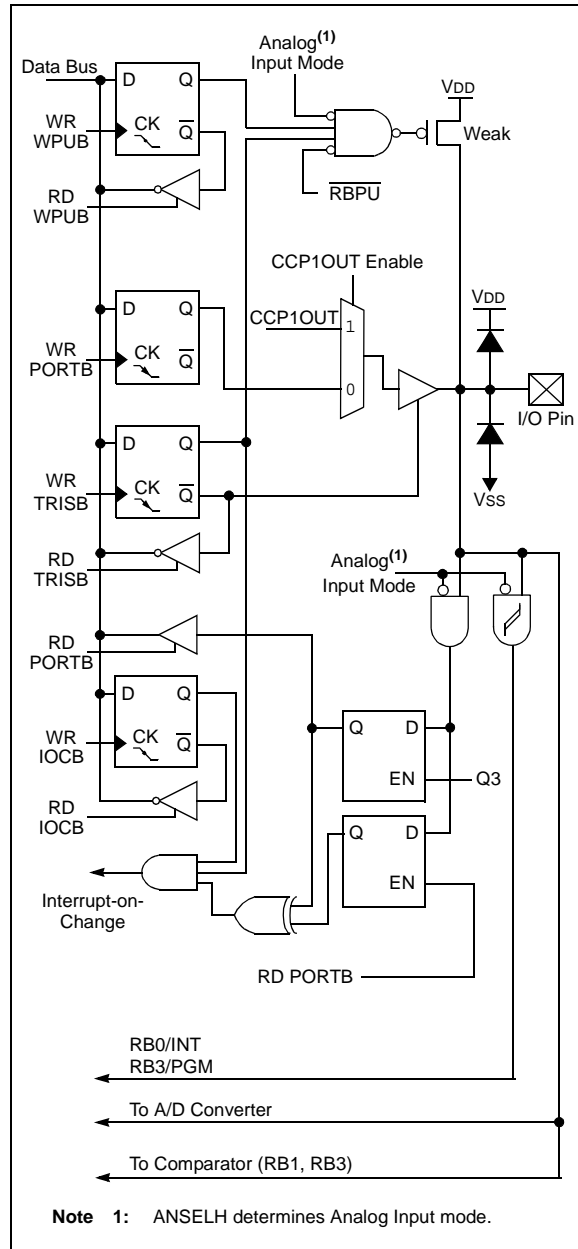 Analog(1)
Input Mode
Data Bus
D Q
VDD
WR
WPUB
CK Q̅
Weak
RD
WPUB
R̅B̅P̅U̅
CCP1OUT Enable
D Q
CCP1OUT
1
VDD
WR
PORTB
CK Q̅
0
I/O Pin
D Q
WR
TRISB
CK Q̅
VSS
RD
TRISB
Analog(1)
Input Mode
RD
PORTB
D Q
Q D
WR
IOCB
CK Q̅
EN
Q3
RD
IOCB
Q D
EN
Interrupt-on-
Change
RD PORTB
RB0/INT
RB3/PGM
To A/D Converter
To Comparator (RB1, RB3)
Note 1: ANSELH determines Analog Input mode.